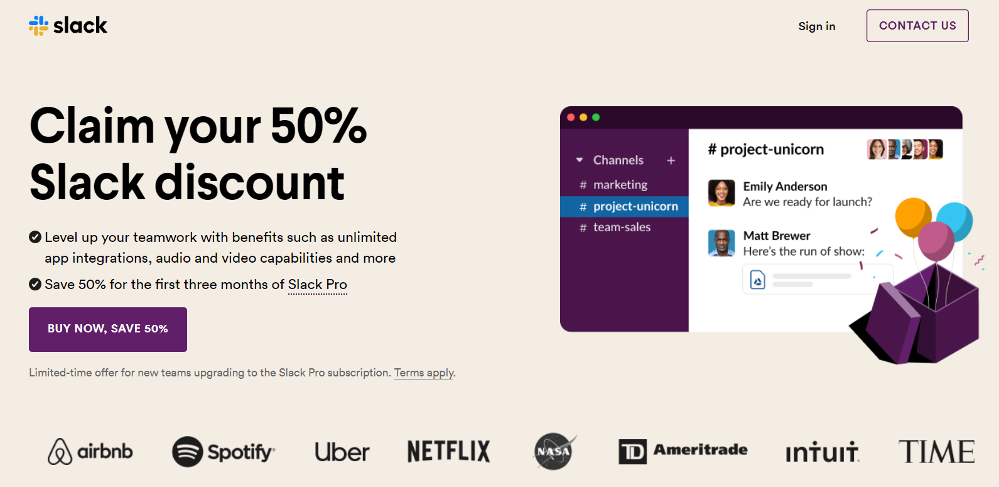 slack
Sign in
CONTACT US
Claim your 50%
Slack discount
Level up your teamwork with benefits such as unlimited
app integrations, audio and video capabilities and more
Save 50% for the first three months of Slack Pro
BUY NOW, SAVE 50%
Limited-time offer for new teams upgrading to the Slack Pro subscription. Terms apply.
Channels +
# marketing
# project-unicorn
# team-sales
# project-unicorn
Emily Anderson
Are we ready for launch?
Matt Brewer
Here's the run of show:
airbnb
Spotify®
Uber
NETFLIX
NASA
TD Ameritrade
intuit.
TIME